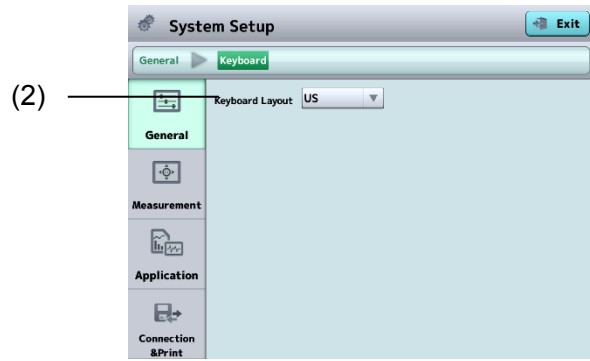 System Setup
Exit
General
Keyboard
(2)
Keyboard Layout
US
General
Measurement
Application
Connection
&Print